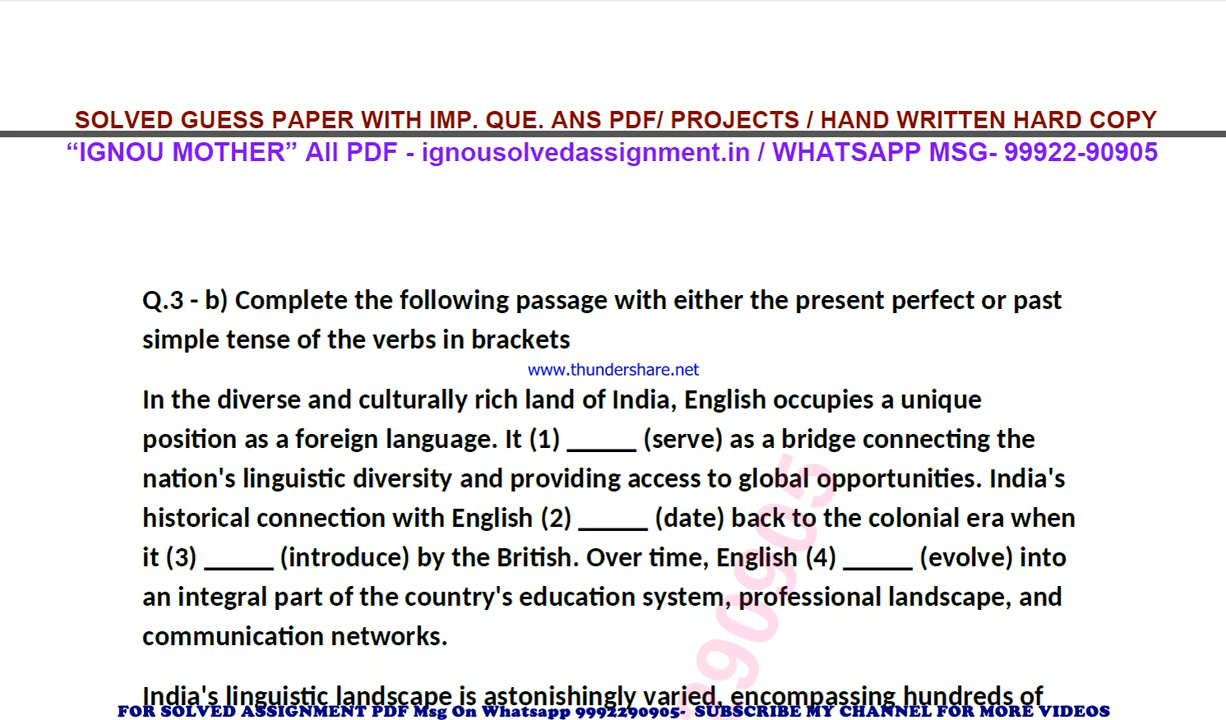 SOLVED GUESS PAPER WITH IMP. QUE. ANS PDF/ PROJECTS / HAND WRITTEN HARD COPY
“IGNOU MOTHER” All PDF - ignousolvedassignment.in / WHATSAPP MSG- 99922-90905
Q.3 - b) Complete the following passage with either the present perfect or past
simple tense of the verbs in brackets
www.thundershare.net
In the diverse and culturally rich land of India, English occupies a unique
position as a foreign language. It (1) _____ (serve) as a bridge connecting the
nation's linguistic diversity and providing access to global opportunities. India's
historical connection with English (2) _____ (date) back to the colonial era when
it (3) _____ (introduce) by the British. Over time, English (4) _____ (evolve) into
an integral part of the country's education system, professional landscape, and
communication networks.
India's linguistic landscape is astonishingly varied, encompassing hundreds of
FOR SOLVED ASSIGNMENT PDF Msg On Whatsapp 9992290905- SUBSCRIBE MY CHANNEL FOR MORE VIDEOS
90905